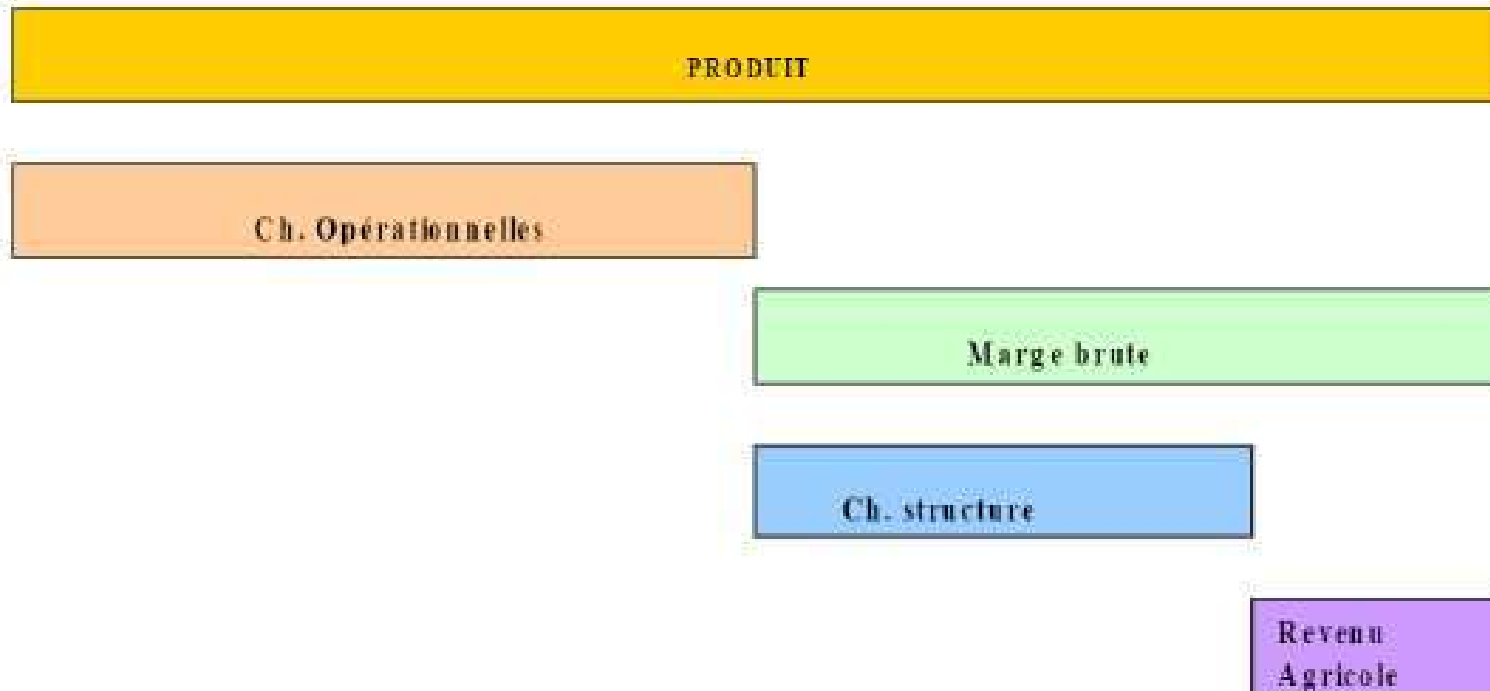 PRODUIT
Ch. Opérationnelles
Marge brute
Ch. structure
Revenu
Agricole